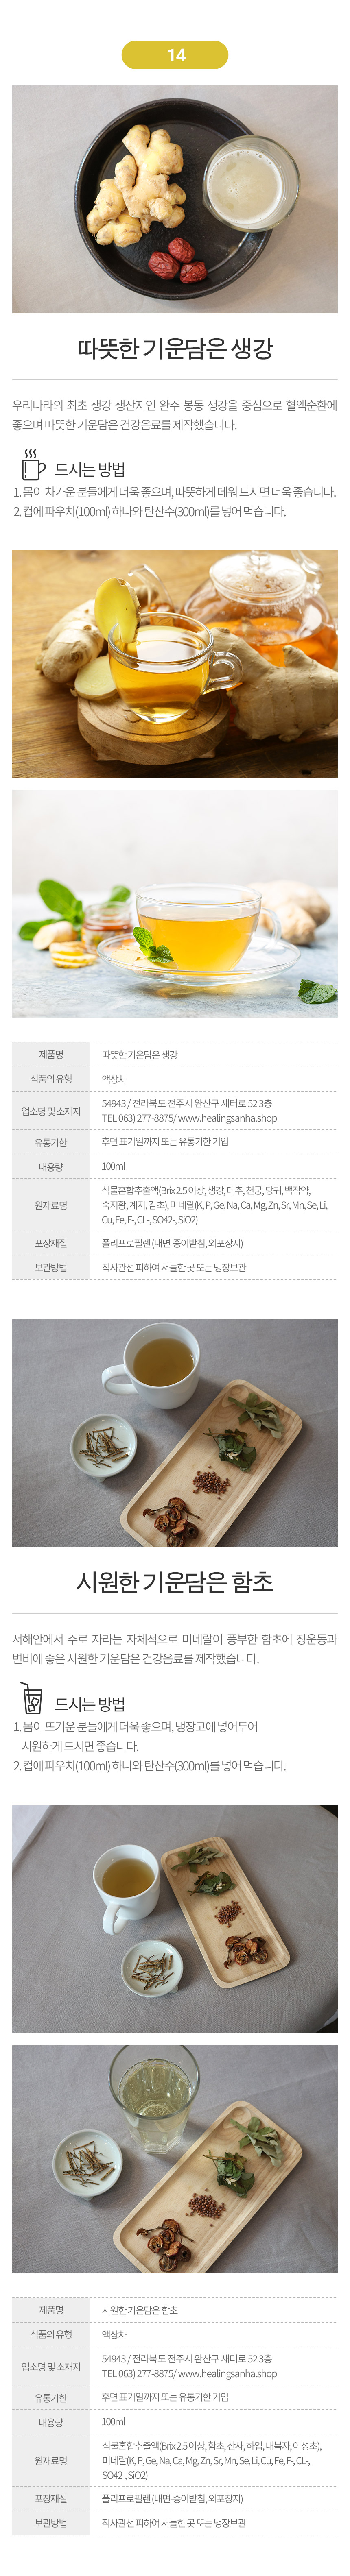 14
따뜻한 기운담은 생강
우리나라의 최초 생강 생산지인 완주 봉동 생강을 중심으로 혈액순환에
좋으며 따뜻한 기운담은 건강음료를 제작했습니다.
드시는 방법
1. 몸이 차가운 분들에게 더욱 좋으며, 따뜻하게 데워 드시면 더욱 좋습니다.
2. 컵에 파우치(100ml) 하나와 탄산수(300ml)를 넣어 먹습니다.
제품명 따뜻한 기운담은 생강
식품의 유형 액상차
업소명 및 소재지 54943 / 전라북도 전주시 완산구 새터로 52 3층
TEL 063) 277-8875/ www.healingsanha.shop
유통기한 후면 표기일까지 또는 유통기한 기입
내용량 100ml
원재료명 식물혼합추출액(Brix 2.5 이상, 생강, 대추, 천궁, 당귀, 백작약,
숙지황, 계지, 감초), 미네랄(K, P, Ge, Na, Ca, Mg, Zn, Sr, Mn, Se, Li,
Cu, Fe, F-, CL-, SO42-, SiO2)
포장재질 폴리프로필렌 (내면-종이받침, 외포장지)
보관방법 직사관선 피하여 서늘한 곳 또는 냉장보관
시원한 기운담은 함초
서해안에서 주로 자라는 자체적으로 미네랄이 풍부한 함초에 장운동과
변비에 좋은 시원한 기운담은 건강음료를 제작했습니다.
드시는 방법
1. 몸이 뜨거운 분들에게 더욱 좋으며, 냉장고에 넣어두어
시원하게 드시면 좋습니다.
2. 컵에 파우치(100ml) 하나와 탄산수(300ml)를 넣어 먹습니다.
제품명 시원한 기운담은 함초
식품의 유형 액상차
업소명 및 소재지 54943 / 전라북도 전주시 완산구 새터로 52 3층
TEL 063) 277-8875/ www.healingsanha.shop
유통기한 후면 표기일까지 또는 유통기한 기입
내용량 100ml
원재료명 식물혼합추출액(Brix 2.5 이상, 함초, 산사, 하엽, 내복자, 어성초),
미네랄(K, P, Ge, Na, Ca, Mg, Zn, Sr, Mn, Se, Li, Cu, Fe, F-, CL-,
SO42-, SiO2)
포장재질 폴리프로필렌 (내면-종이받침, 외포장지)
보관방법 직사관선 피하여 서늘한 곳 또는 냉장보관